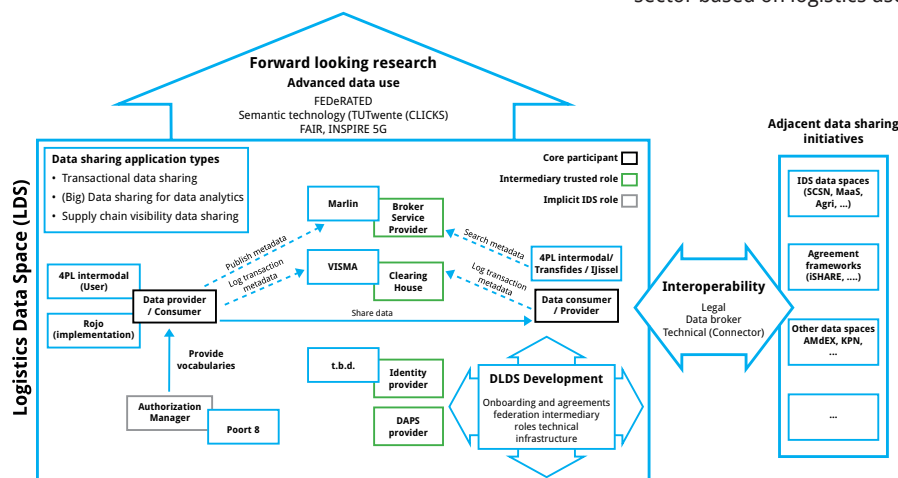 sector based on logistics use
Forward looking research
Advanced data use
FEDeRATED
Semantic technology (TUTwente (CLICKS)
FAIR, INSPIRE 5G
Adjacent data sharing
initiatives
Logistics Data Space (LDS)
Data sharing application types
• Transactional data sharing
• (Big) Data sharing for data analytics
• Supply chain visibility data sharing
Core participant
Intermediary trusted role
Implicit IDS role
Marlin
Broker
Service
Provider
Publish metadata
Search metadata
VISMA
Clearing
House
Log transaction
metadata
Log transaction
metadata
4PL intermodal
(User)
Data provider
/ Consumer
Rojo
(implementation)
4PL intermodal/
Transfides / IJssel
Data consumer
/ Provider
Share data
Provide
vocabularies
Authorization
Manager
Poort 8
t.b.d.
Identity
provider
DAPS
provider
DLDS Development
Onboarding and agreements
federation intermediary
roles technical
infrastructure
Interoperability
Legal
Data broker
Technical (Connector)
IDS data spaces
(SCSN, MaaS,
Agri, ...)
Agreement
frameworks
(iSHARE, ....)
Other data spaces
AMdEX, KPN,
...
...